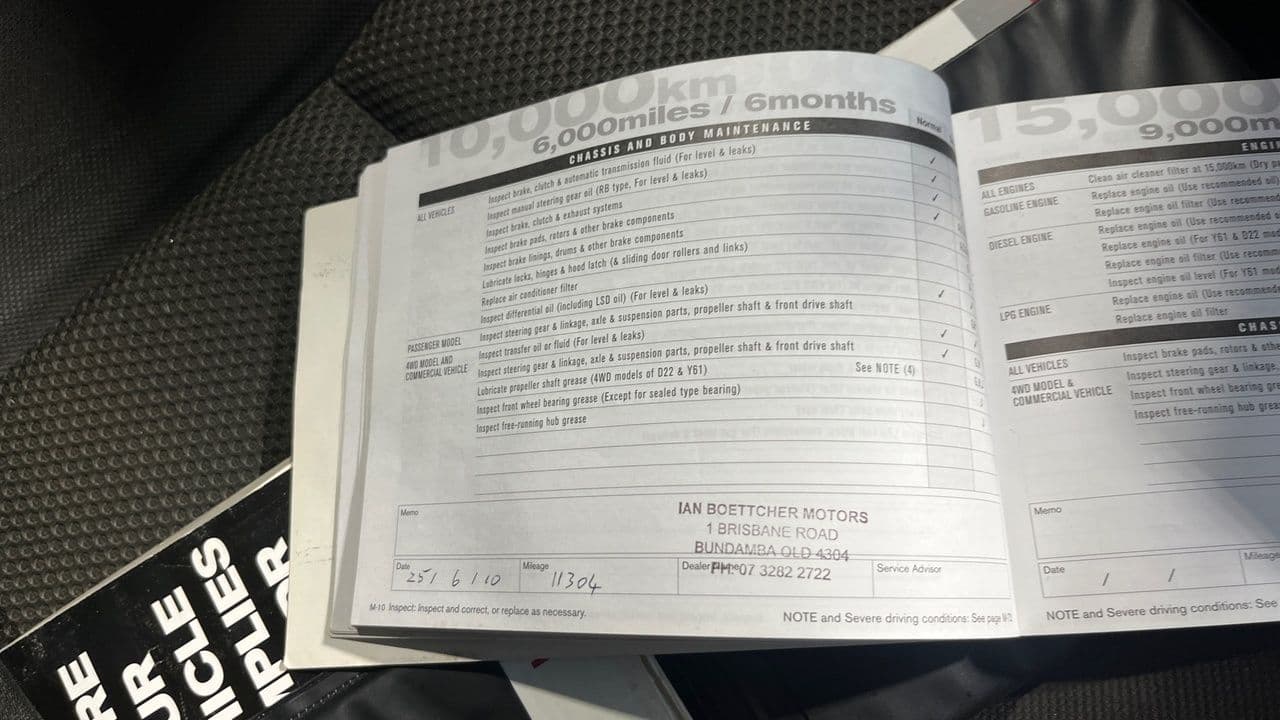 10,000km
6,000miles / 6months
CHASSIS AND BODY MAINTENANCE
Normal
ALL VEHICLES
Inspect brake, clutch & automatic transmission fluid (For level & leaks)
✓
Inspect manual steering gear oil (RB type, For level & leaks)
✓
Inspect brake, clutch & exhaust systems
✓
Inspect brake pads, rotors & other brake components
✓
Inspect brake linings, drums & other brake components
Lubricate locks, hinges & hood latch (& sliding door rollers and links)
Replace air conditioner filter
Inspect differential oil (including LSD oil) (For level & leaks)
✓
PASSENGER MODEL
Inspect steering gear & linkage, axle & suspension parts, propeller shaft & front drive shaft
4WD MODEL AND
COMMERCIAL VEHICLE
Inspect transfer oil or fluid (For level & leaks)
✓
Inspect steering gear & linkage, axle & suspension parts, propeller shaft & front drive shaft
✓
Lubricate propeller shaft grease (4WD models of D22 & Y61)
See NOTE (4)
Inspect front wheel bearing grease (Except for sealed type bearing)
Inspect free-running hub grease
Memo
IAN BOETTCHER MOTORS
1 BRISBANE ROAD
BUNDAMBA QLD 4304
PH: 07 3282 2722
Date
25/ 6 / 10
Mileage
11304
Dealer Name
Service Advisor
M-10 Inspect: Inspect and correct, or replace as necessary.
NOTE and Severe driving conditions: See page
15,000
9,000m
ENGI
ALL ENGINES
Clean air cleaner filter at 15,000km (Dry pa
GASOLINE ENGINE
Replace engine oil (Use recommended oil)
Replace engine oil filter (Use recommen
DIESEL ENGINE
Replace engine oil (Use recommended
Replace engine oil (For Y61 & D22 mod
Replace engine oil filter (Use recomm
Inspect engine oil level (For Y61 m
LPG ENGINE
Replace engine oil (Use recommende
Replace engine oil filter
CHAS
ALL VEHICLES
Inspect brake pads, rotors & othe
4WD MODEL &
COMMERCIAL VEHICLE
Inspect steering gear & linkage,
Inspect front wheel bearing gre
Inspect free-running hub greas
Memo
Date
/ /
Mileage
NOTE and Severe driving conditions: See
RE
UR
ICLE
PLIES